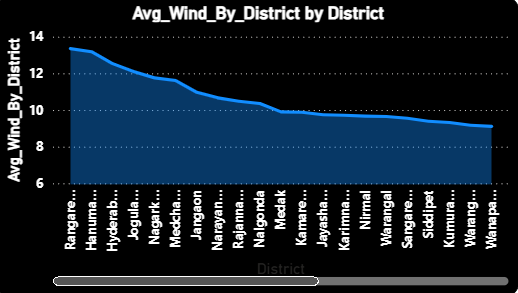 Avg_Wind_By_District by District
Avg_Wind_By_District
14
12
10
8
6
Rangare...
Hanuma...
Hyderab...
Jogula...
Nagark...
Medcha...
Jangaon
Narayan...
Rajanna...
Nalgonda
Medak
Kamare...
Jayasha...
Karimna...
Nirmal
Warangal
Sangare...
Siddipet
Kumura...
Warang...
Wanapa...
District